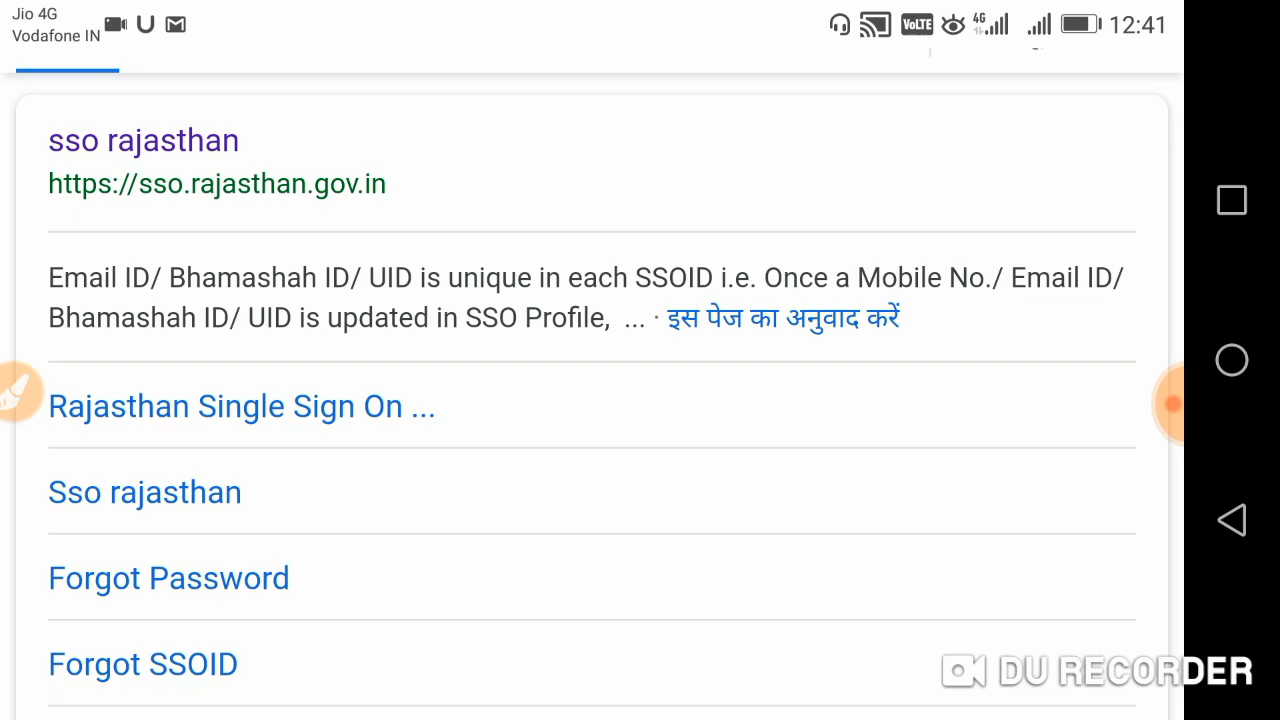 Jio 4G
Vodafone IN
VoLTE 4G 12:41
sso rajasthan
https://sso.rajasthan.gov.in
Email ID/ Bhamashah ID/ UID is unique in each SSOID i.e. Once a Mobile No./ Email ID/
Bhamashah ID/ UID is updated in SSO Profile, ... · इस पेज का अनुवाद करें
Rajasthan Single Sign On ...
Sso rajasthan
Forgot Password
Forgot SSOID
DU RECORDER